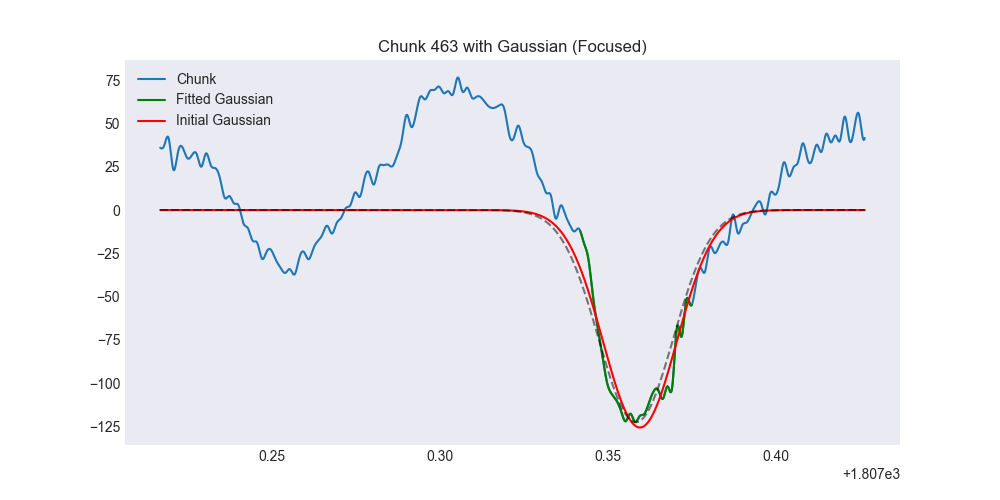 Chunk 463 with Gaussian (Focused)
Chunk
Fitted Gaussian
Initial Gaussian
75
50
25
0
−25
−50
−75
−100
−125
0.25 0.30 0.35 0.40
+1.807e3